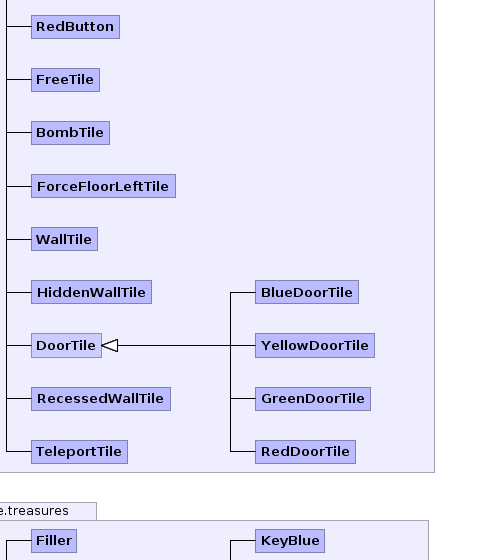 RedButton
FreeTile
BombTile
ForceFloorLeftTile
WallTile
HiddenWallTile
BlueDoorTile
DoorTile
YellowDoorTile
RecessedWallTile
GreenDoorTile
TeleportTile
RedDoorTile
e.treasures
Filler
KeyBlue